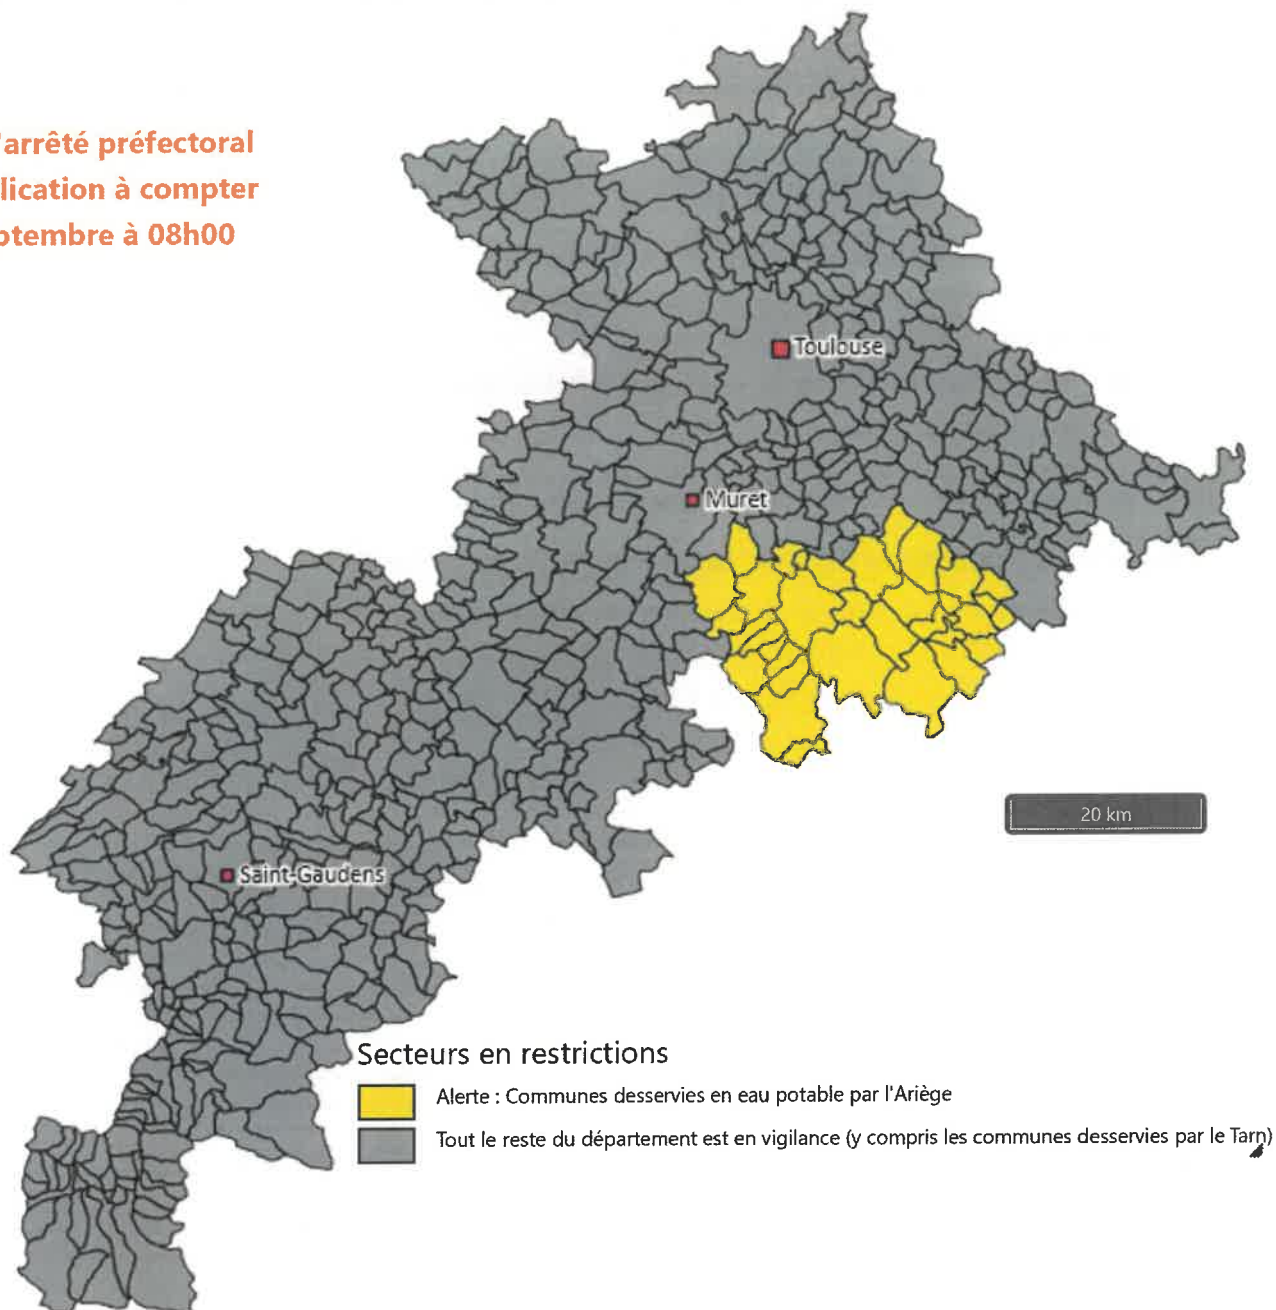 'arrêté préfectoral
lication à compter
ptembre à 08h00
Toulouse
Muret
20 km
Saint-Gaudens
Secteurs en restrictions
Alerte : Communes desservies en eau potable par l'Ariège
Tout le reste du département est en vigilance (y compris les communes desservies par le Tarn)